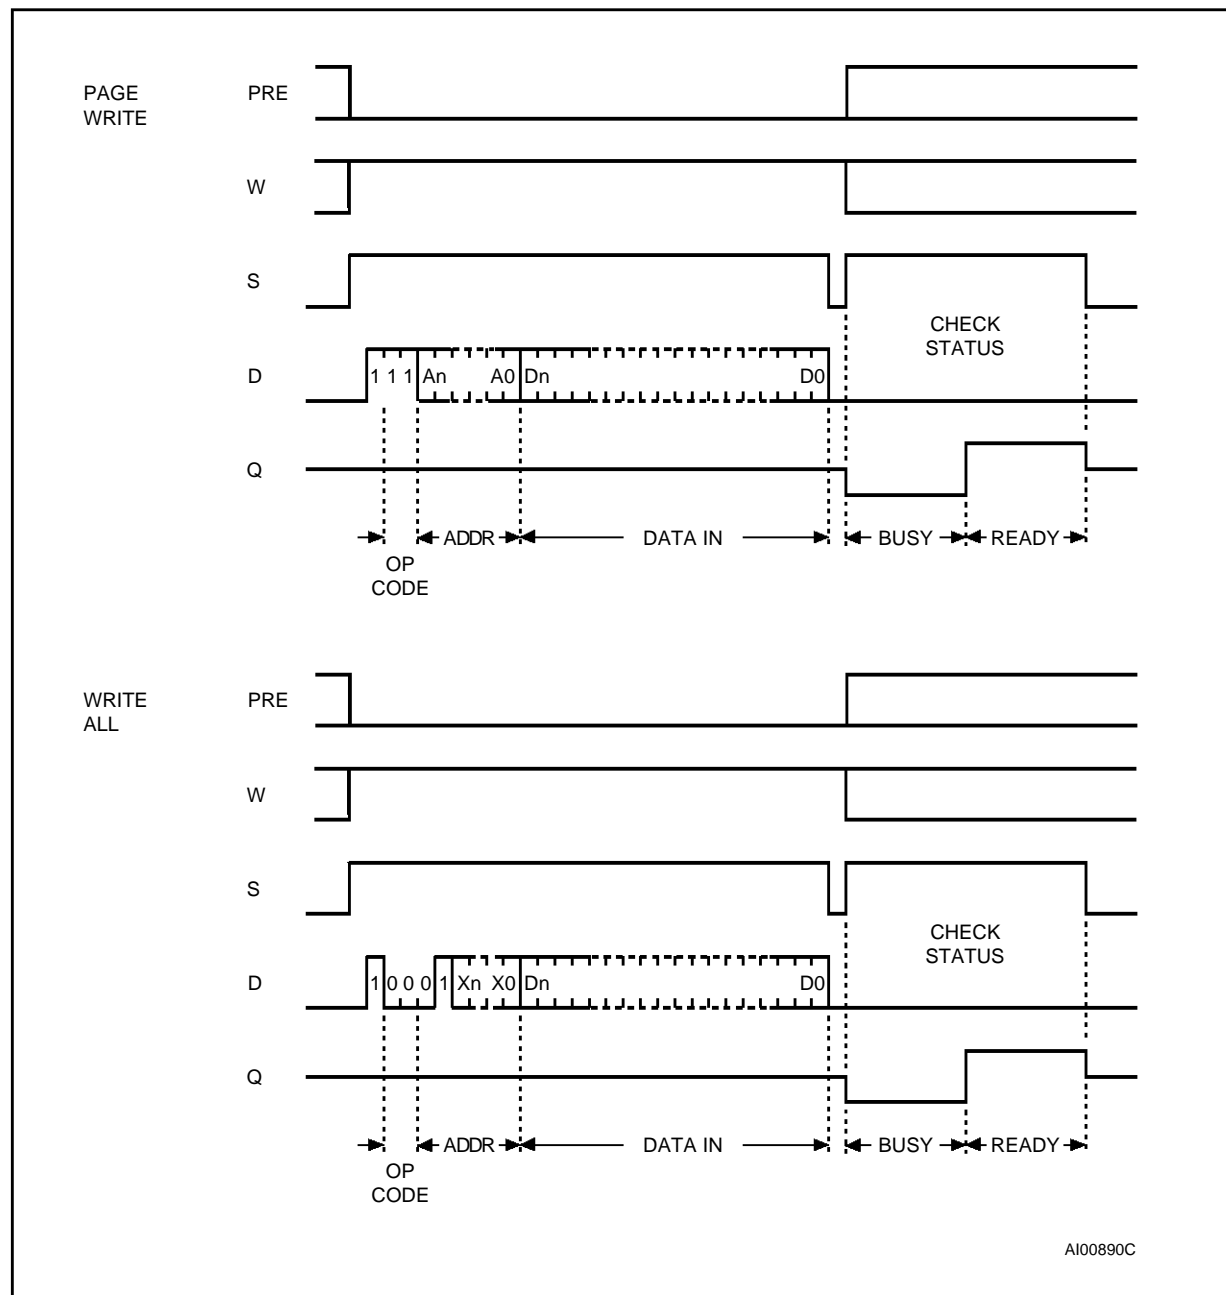 PAGE
WRITE
PRE
W
S
CHECK
STATUS
D
1 1 1 An A0 Dn D0
Q
ADDR DATA IN BUSY READY
OP
CODE
WRITE
ALL
PRE
W
S
CHECK
STATUS
D
1 0 0 0 1 Xn X0 Dn D0
Q
ADDR DATA IN BUSY READY
OP
CODE
AI00890C